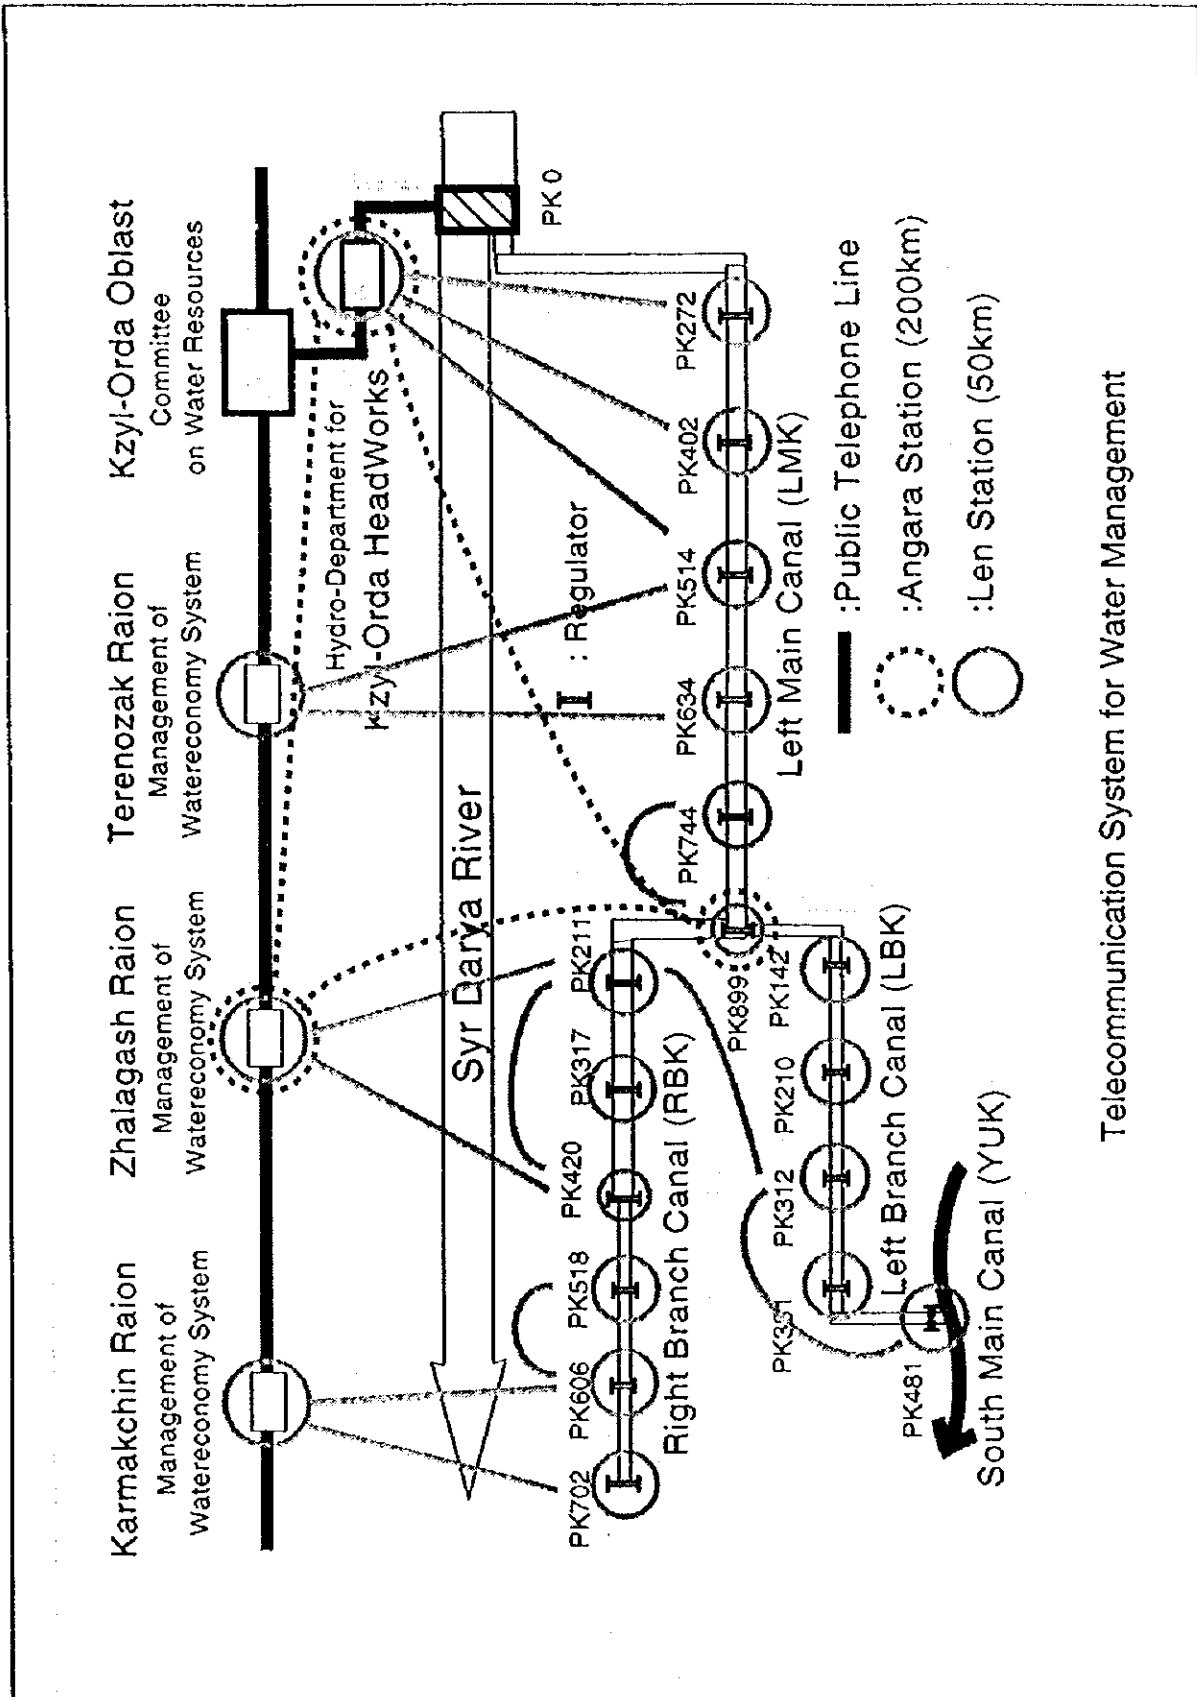 Karmakchin Raion
Management of
Watereconomy System
Zhalagash Raion
Management of
Watereconomy System
Terenozak Raion
Management of
Watereconomy System
Kzyl-Orda Oblast
Committee
on Water Resources
Hydro-Department for
Kzyl-Orda HeadWorks
Syr Darya River
PK 0
: Regulator
PK702
PK606
PK518
PK420
PK317
PK211
Right Branch Canal (RBK)
PK744
PK634
PK514
PK402
PK272
Left Main Canal (LMK)
PK899
PK351
PK312
PK210
PK142
Left Branch Canal (LBK)
PK481
South Main Canal (YUK)
:Public Telephone Line
:Angara Station (200km)
:Len Station (50km)
Telecommunication System for Water Management